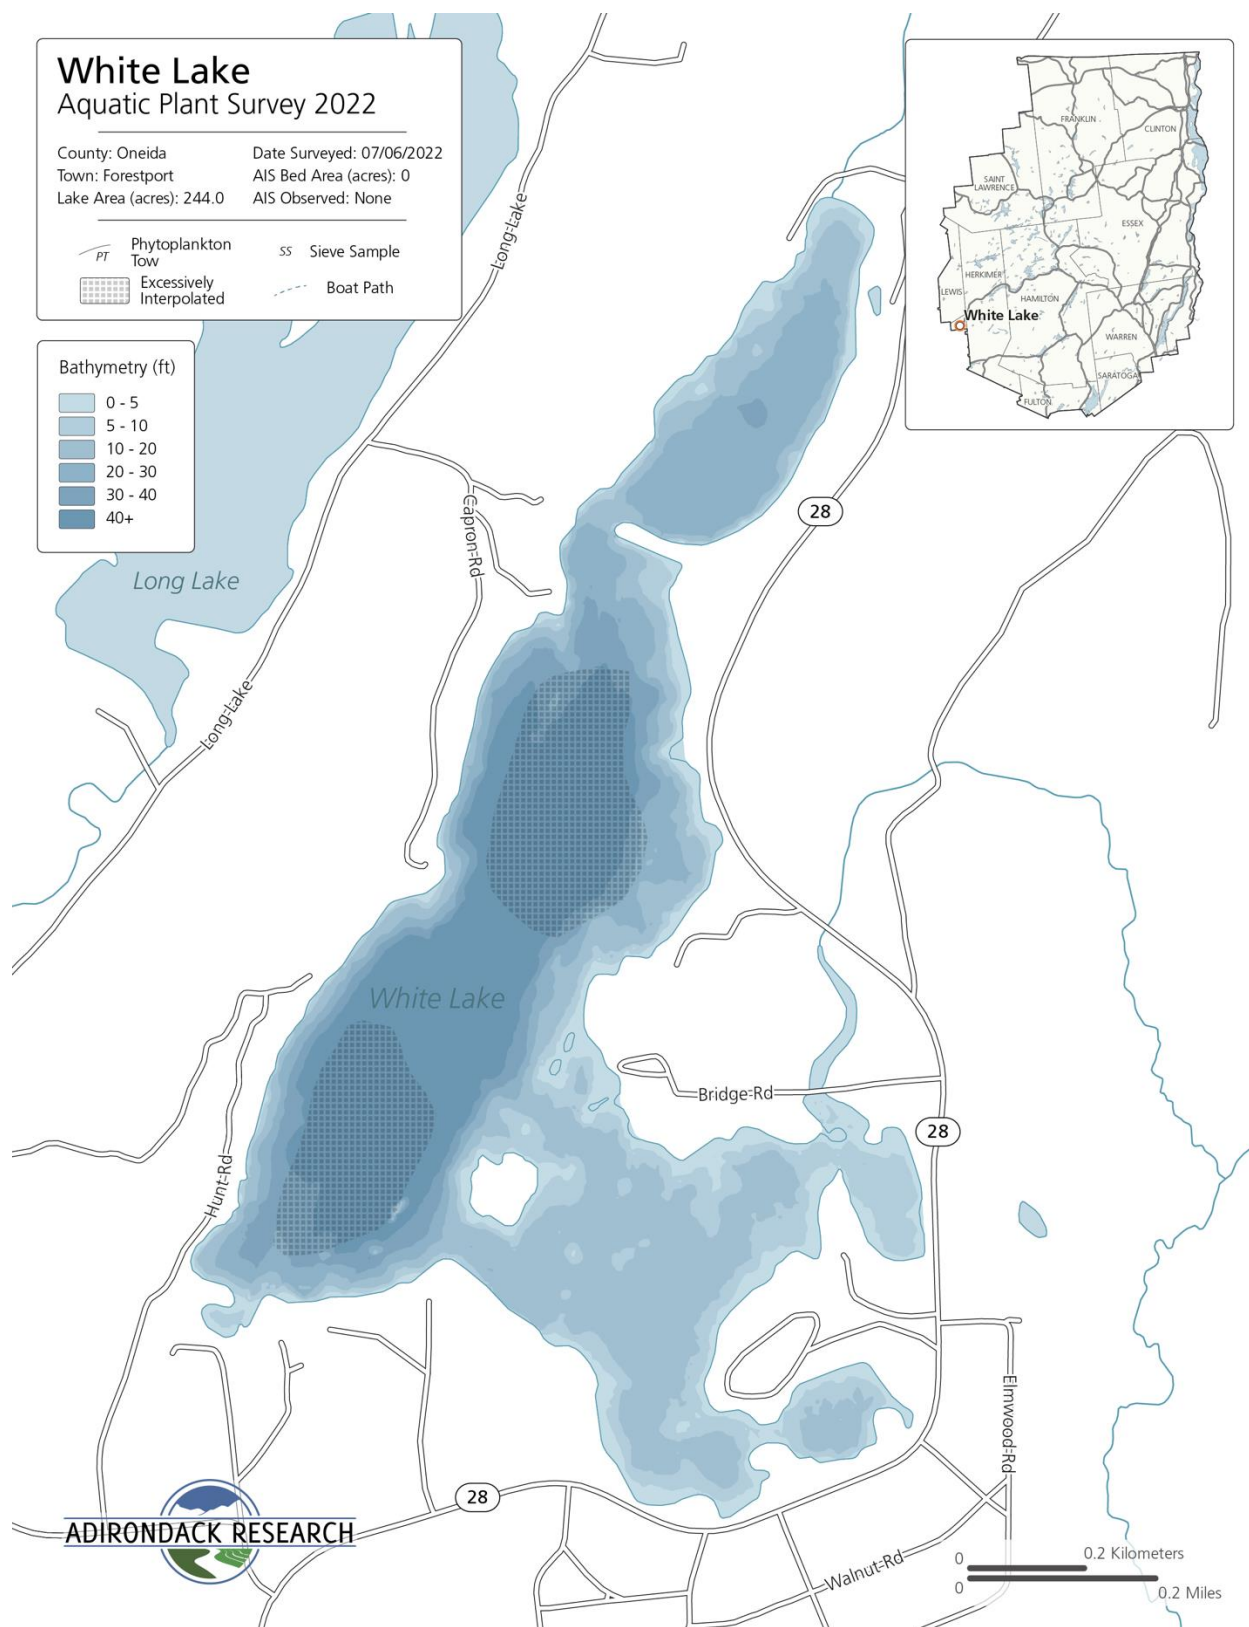 White Lake
Aquatic Plant Survey 2022
County: Oneida
Date Surveyed: 07/06/2022
Town: Forestport
AIS Bed Area (acres): 0
Lake Area (acres): 244.0
AIS Observed: None
PT
Phytoplankton
Tow
SS
Sieve Sample
Excessively
Interpolated
Boat Path
Bathymetry (ft)
0 - 5
5 - 10
10 - 20
20 - 30
30 - 40
40+
FRANKLIN
CLINTON
SAINT
LAWRENCE
ESSEX
HERKIMER
LEWIS
HAMILTON
White Lake
WARREN
SARATOGA
FULTON
Long-Lake
Capron-Rd
28
Long Lake
Long-Lake
White Lake
Bridge-Rd
28
Hunt-Rd
Elmwood-Rd
28
ADIRONDACK RESEARCH
Walnut-Rd
0
0.2 Kilometers
0
0.2 Miles